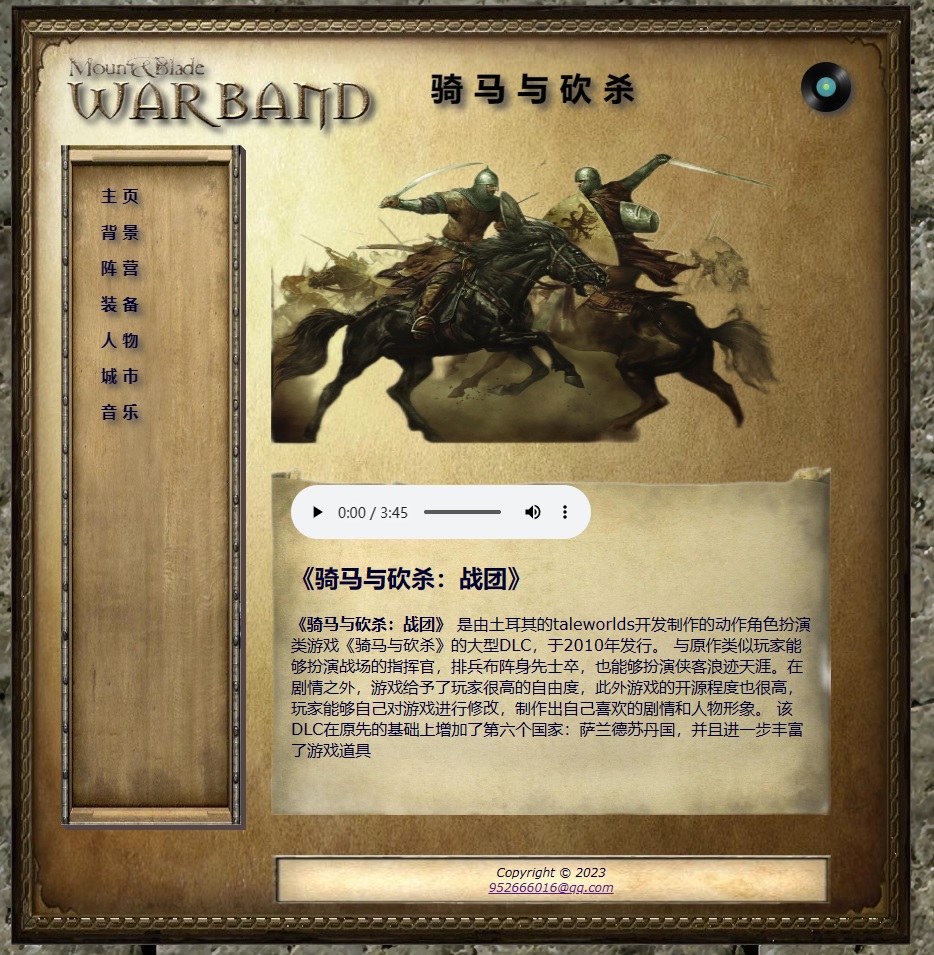 Mount & Blade
WARBAND
骑马与砍杀
主页
背景
阵营
装备
人物
城市
音乐
0:00 / 3:45
《骑马与砍杀：战团》
《骑马与砍杀：战团》 是由土耳其的taleworlds开发制作的动作角色扮演
类游戏《骑马与砍杀》的大型DLC，于2010年发行。 与原作类似玩家能
够扮演战场的指挥官，排兵布阵身先士卒，也能够扮演侠客浪迹天涯。在
剧情之外，游戏给予了玩家很高的自由度，此外游戏的开源程度也很高，
玩家能够自己对游戏进行修改，制作出自己喜欢的剧情和人物形象。 该
DLC在原先的基础上增加了第六个国家：萨兰德苏丹国，并且进一步丰富
了游戏道具
Copyright © 2023
952666016@qq.com